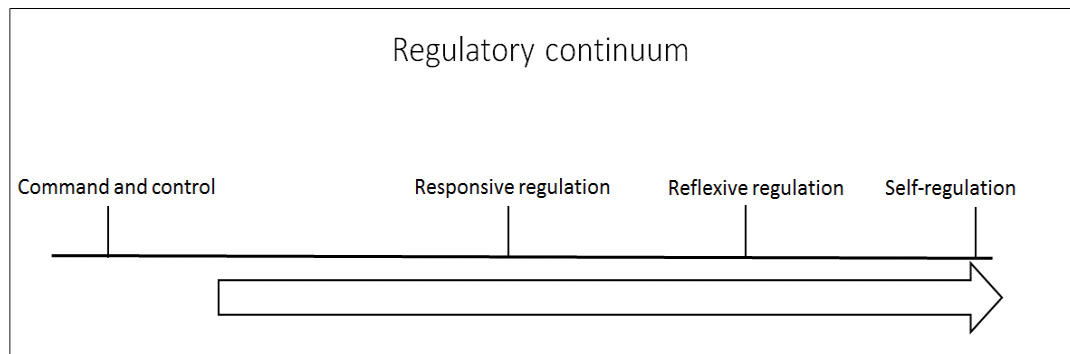 Regulatory continuum
Command and control
Responsive regulation
Reflexive regulation
Self-regulation